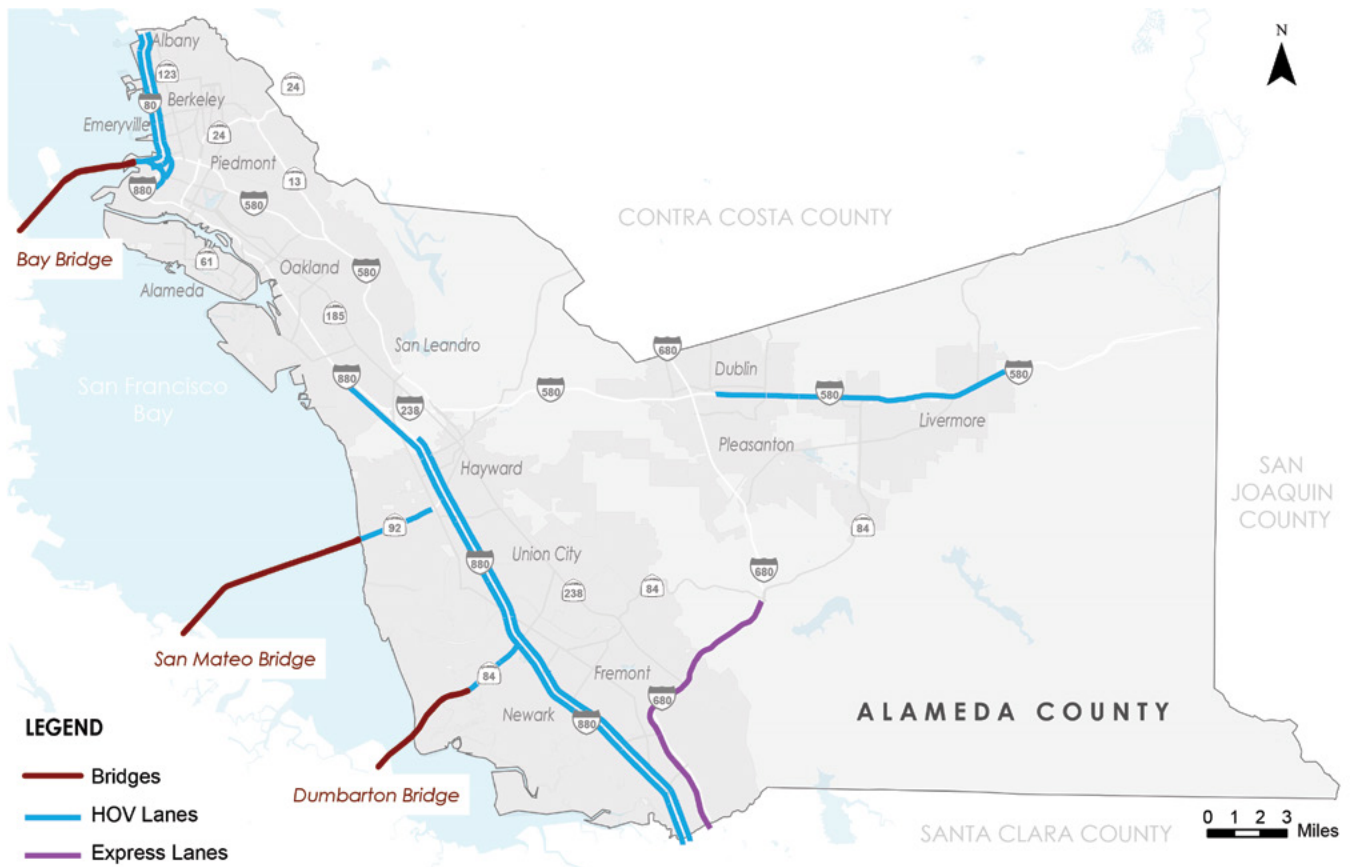 N
Albany
123
24
80
Berkeley
Emeryville
24
Piedmont
13
880
580
CONTRA COSTA COUNTY
Bay Bridge
61
Oakland
580
Alameda
185
San Leandro
680
Dublin
San Francisco
Bay
880
580
580
580
238
Livermore
Pleasanton
Hayward
SAN
JOAQUIN
COUNTY
92
84
Union City
880
680
238
84
San Mateo Bridge
84
Fremont
680
Newark
880
ALAMEDA COUNTY
LEGEND
Bridges
HOV Lanes
Express Lanes
Dumbarton Bridge
SANTA CLARA COUNTY
0 1 2 3 Miles